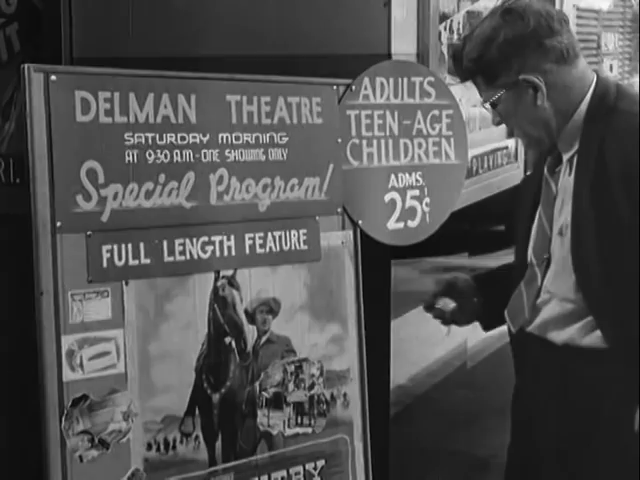 DELMAN THEATRE
SATURDAY MORNING
AT 9:30 A.M.-ONE SHOWING ONLY
Special Program!
FULL LENGTH FEATURE
ADULTS
TEEN-AGE
CHILDREN
ADMS.
25¢
PLAYING